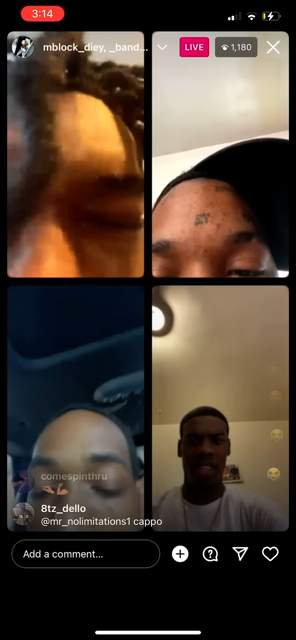 3:14
mblock_diey, _band...
LIVE
1,180
comespinthru
8tz_dello
@mr_nolimitations1 cappo
Add a comment...